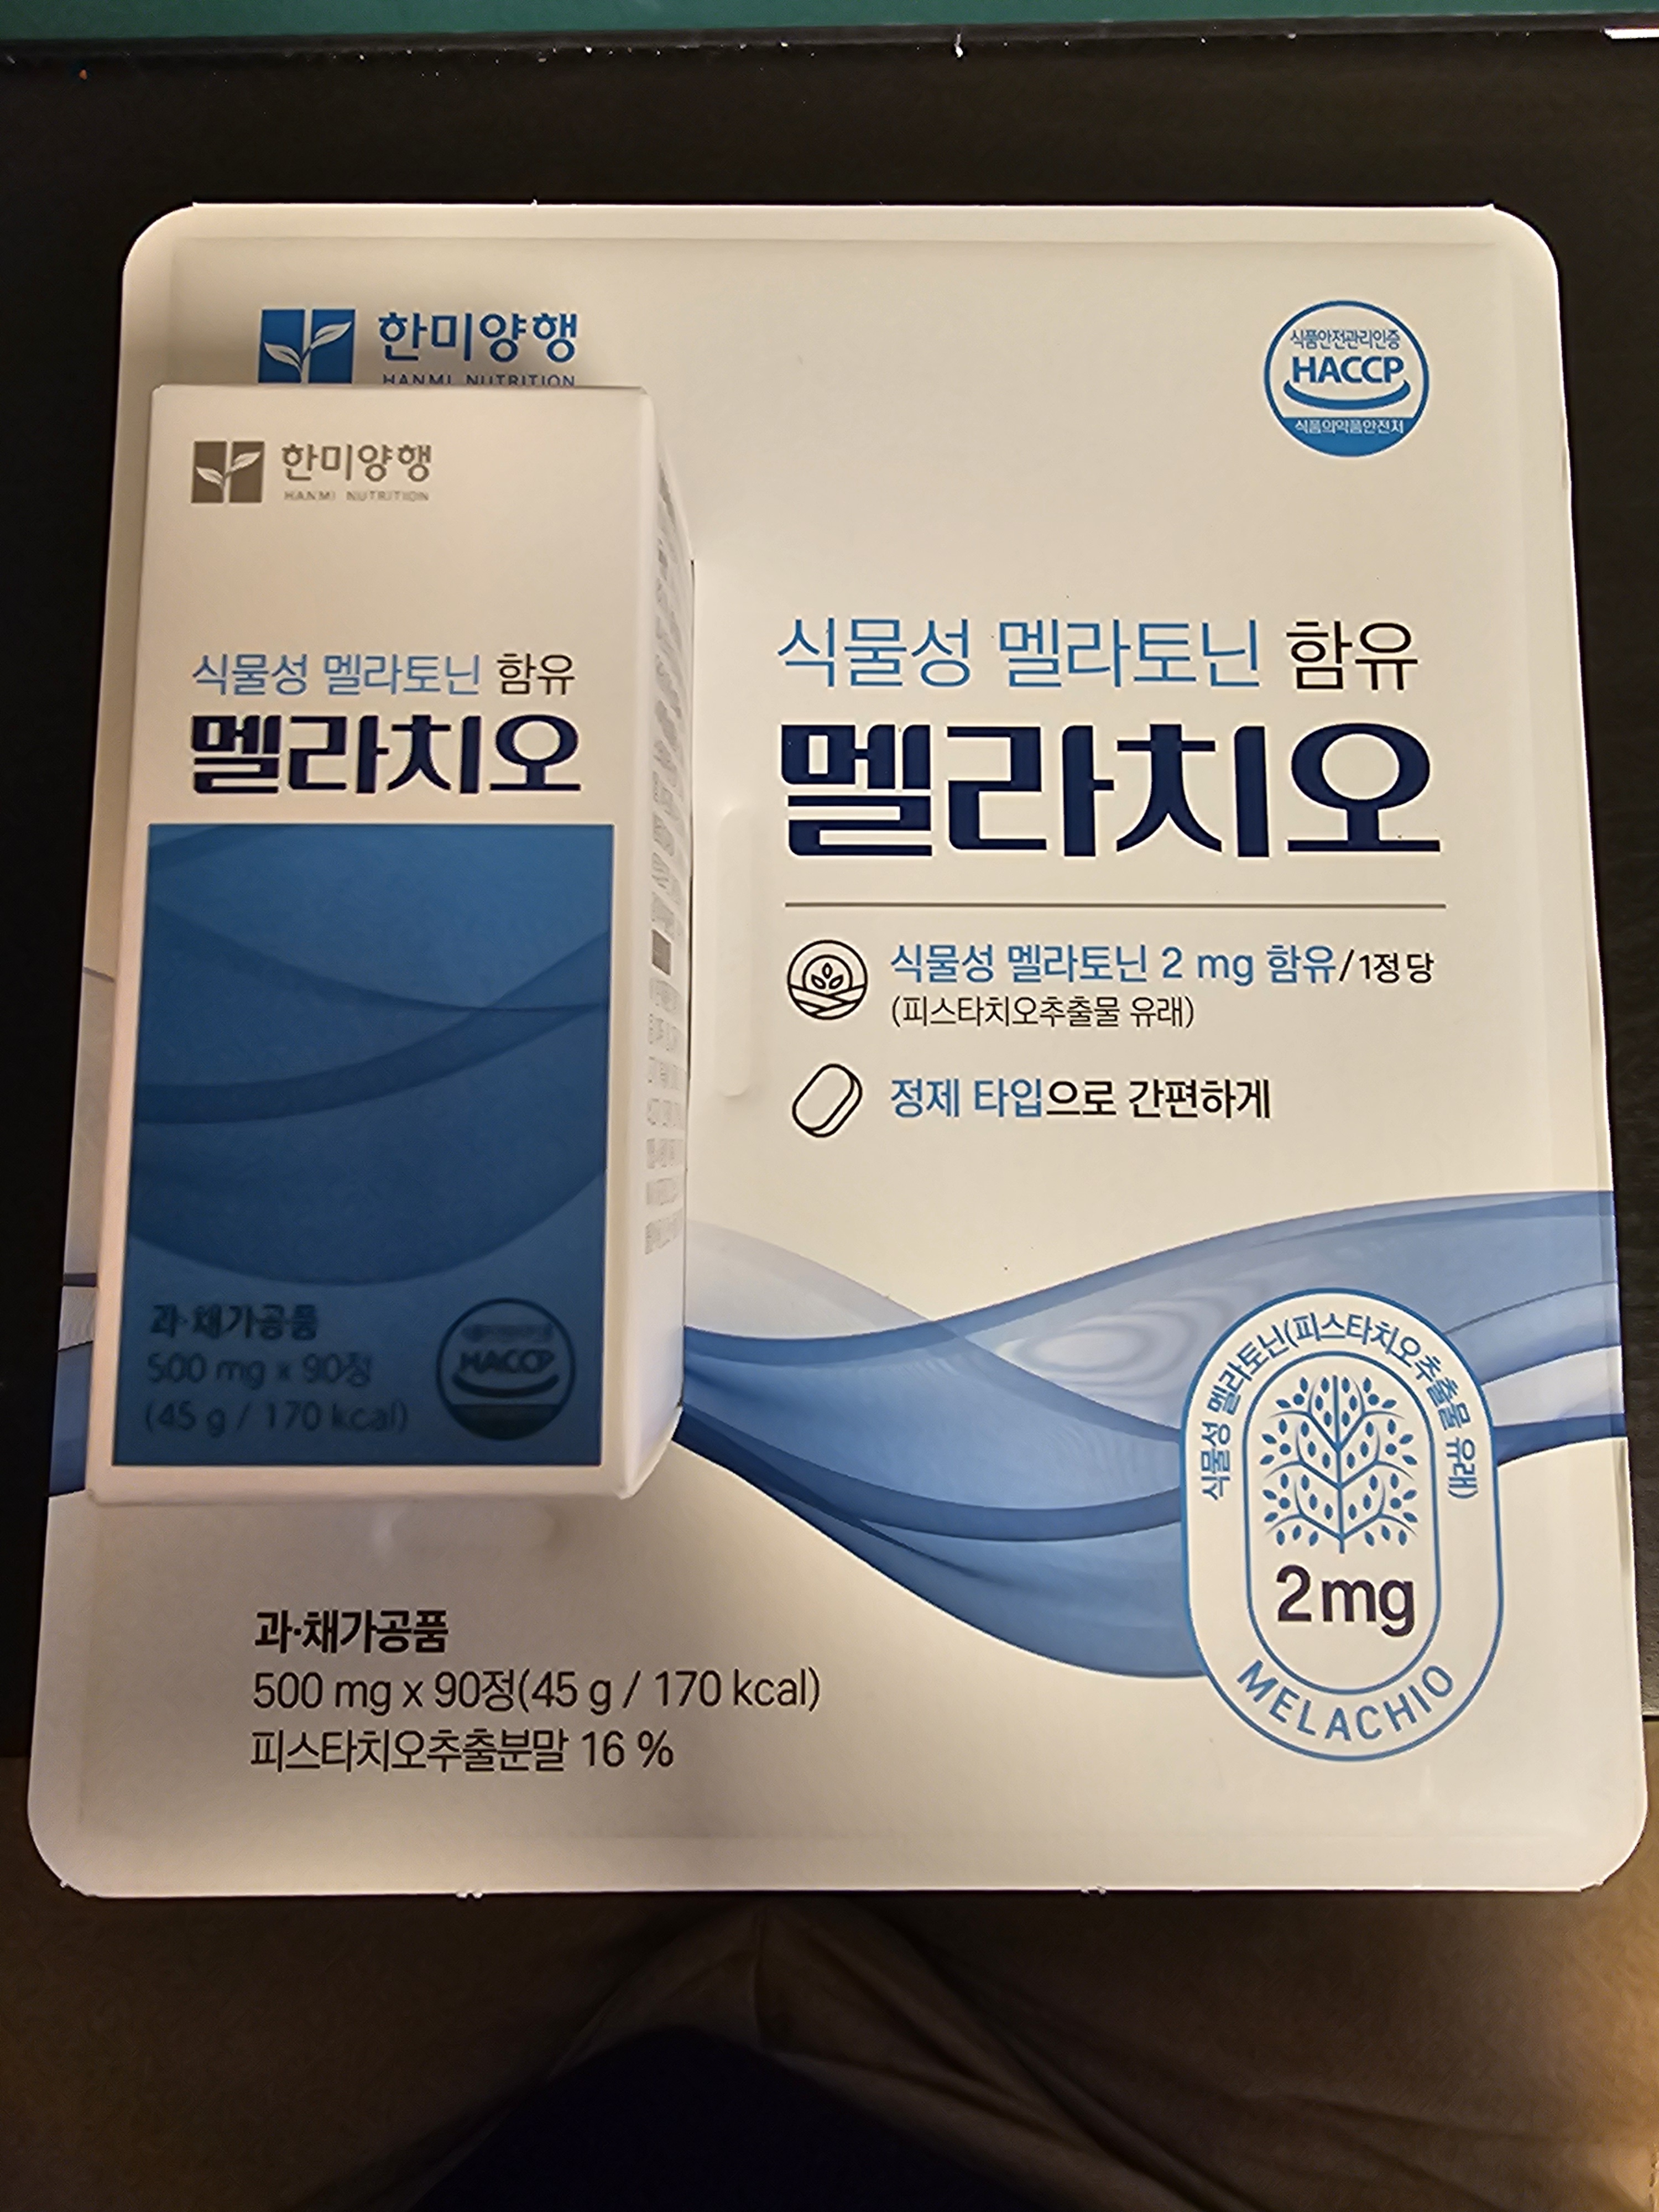 한미양행
HANMI NUTRITION
식품안전관리인증
HACCP
식품의약품안전처
한미양행
HANMI NUTRITION
식물성 멜라토닌 함유
멜라치오
과·채가공품
500 mg x 90정
(45 g / 170 kcal)
HACCP
식물성 멜라토닌 함유
멜라치오
식물성 멜라토닌 2 mg 함유/1정당
(피스타치오추출물 유래)
정제 타입으로 간편하게
식물성 멜라토닌(피스타치오추출물 유래)
2mg
MELACHIO
과·채가공품
500 mg x 90정(45 g / 170 kcal)
피스타치오추출분말 16 %